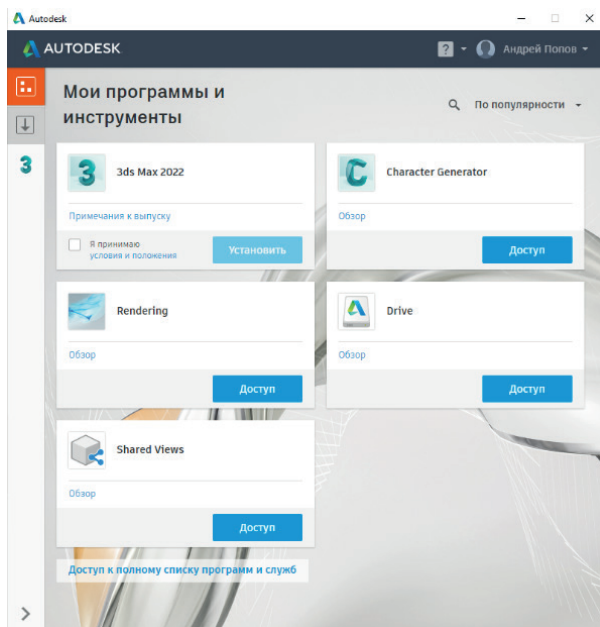 Autodesk
AUTODESK
? Андрей Попов
Мои программы и
инструменты
По популярности
3
3ds Max 2022
Примечания к выпуску
Я принимаю
условия и положения
Установить
C
Character Generator
Обзор
Доступ
Rendering
Обзор
Доступ
Drive
Обзор
Доступ
Shared Views
Обзор
Доступ
Доступ к полному списку программ и служб